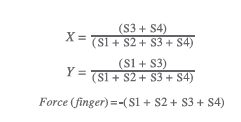 X = (S3 + S4) / (S1 + S2 + S3 + S4)
Y = (S1 + S3) / (S1 + S2 + S3 + S4)
Force (finger)=-(S1 + S2 + S3 + S4)